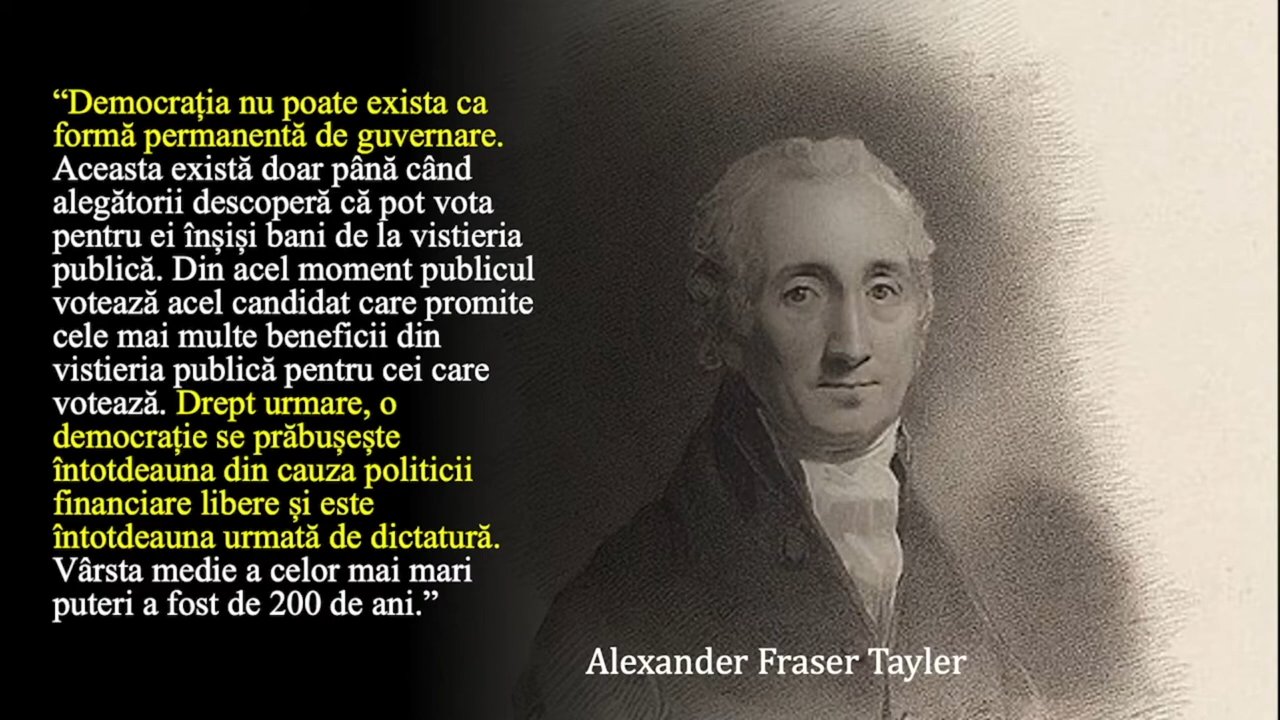 “Democrația nu poate exista ca
formă permanentă de guvernare.
Aceasta există doar până când
alegătorii descoperă că pot vota
pentru ei înșiși bani de la vistieria
publică. Din acel moment publicul
votează acel candidat care promite
cele mai multe beneficii din
vistieria publică pentru cei care
votează. Drept urmare, o
democrație se prăbușește
întotdeauna din cauza politicii
financiare libere și este
întotdeauna urmată de dictatură.
Vârsta medie a celor mai mari
puteri a fost de 200 de ani.”
Alexander Fraser Tayler